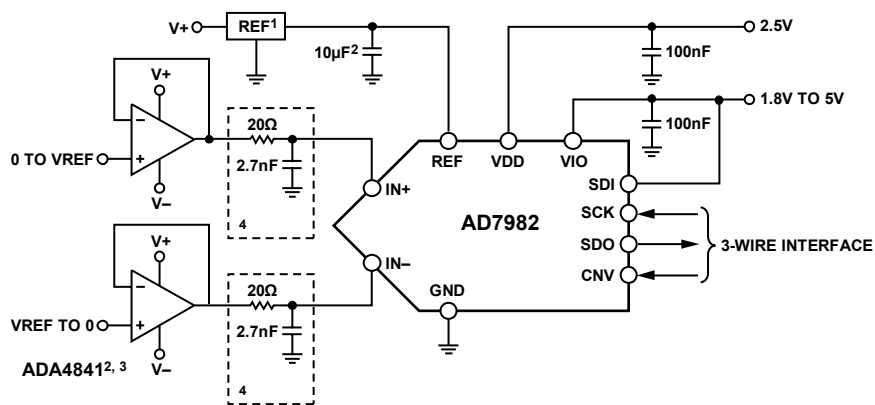 V+ REF1 10µF2 2.5V
100nF
1.8V TO 5V
100nF
V+
–
+
0 TO VREF
V–
20Ω
2.7nF
4
REF VDD VIO
IN+
IN–
AD7982
SDI
SCK
SDO
CNV
3-WIRE INTERFACE
GND
V+
–
+
VREF TO 0
V–
ADA48412, 3
20Ω
2.7nF
4